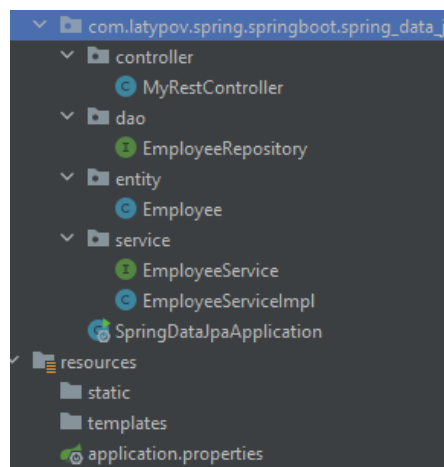 com.latypov.spring.springboot.spring_data_j
controller
MyRestController
dao
EmployeeRepository
entity
Employee
service
EmployeeService
EmployeeServiceImpl
SpringDataJpaApplication
resources
static
templates
application.properties